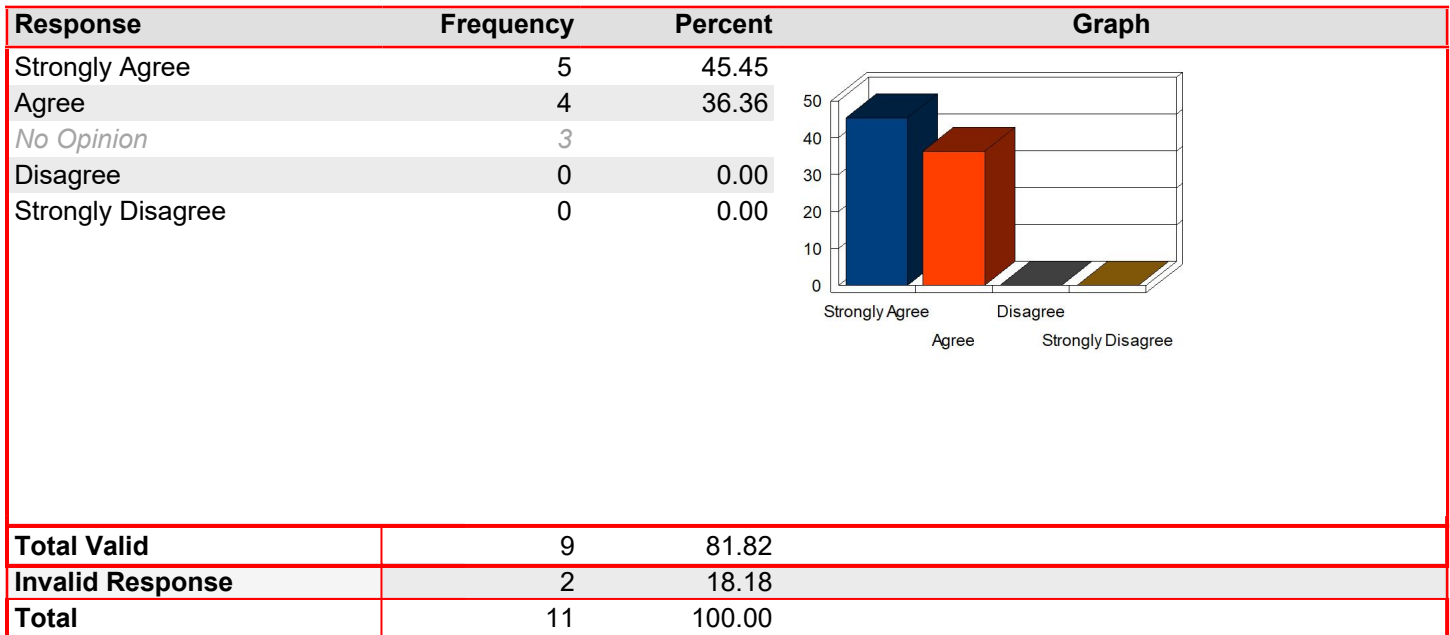 Response Frequency Percent Graph
Strongly Agree 5 45.45
Agree 4 36.36
No Opinion 3
Disagree 0 0.00
Strongly Disagree 0 0.00
50
40
30
20
10
0
Strongly Agree Disagree
Agree Strongly Disagree
Total Valid 9 81.82
Invalid Response 2 18.18
Total 11 100.00